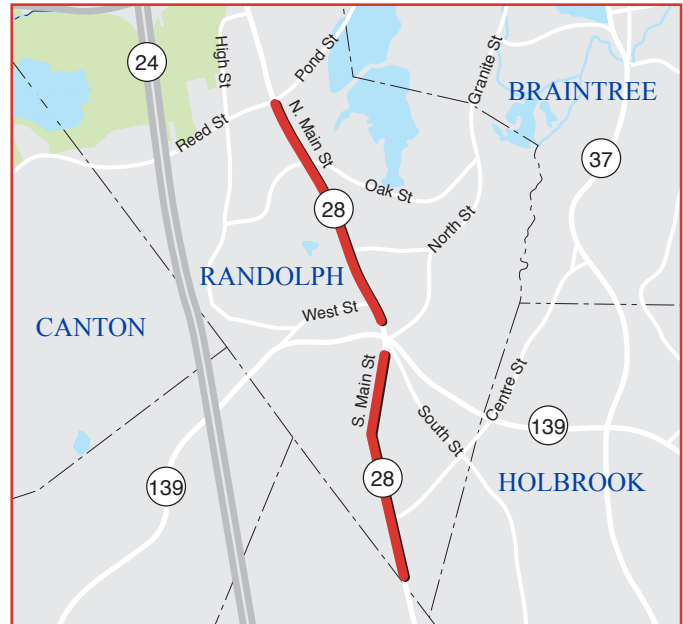 High St
Pond St
Granite St
24
BRAINTREE
Reed St
N. Main St
37
Oak St
28
North St
RANDOLPH
West St
CANTON
S. Main St
Centre St
South St
139
28
139
HOLBROOK